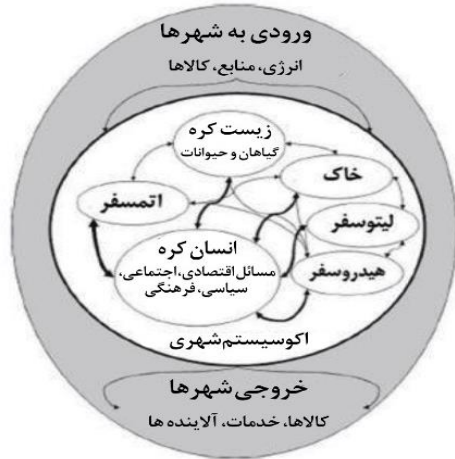 ورودی به شهرها
انرژی، منابع، کالاها
زیست کره
گیاهان و حیوانات
خاک
اتمسفر
لیتوسفر
انسان کره
مسائل اقتصادی، اجتماعی،
سیاسی، فرهنگی
هیدروسفر
اکوسیستم شهری
خروجی شهرها
کالاها، خدمات، آلاینده ها